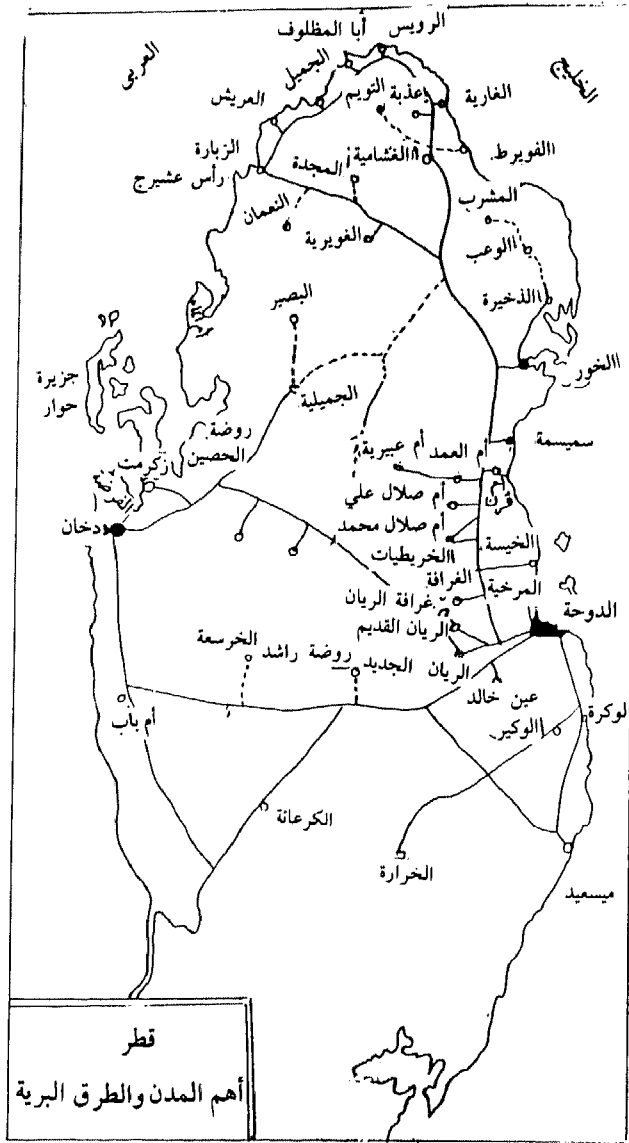 الرويس
أبا المظلوف
الجميل
العربى
الخليج
العريش
التويم
عذبة
الغارية
الزبارة
رأس عشيرج
المجدة
الغشامية
الفويرط
المشرب
النعمان
الغويرية
الوعب
الذخيرة
البصير
جزيرة
حوار
الجميلية
الخور
روضة
الحصين
زكرمت
أم عبيرية
أم العمد
سميسمة
أم
قرن
أم صلال علي
أم صلال محمد
دخان
الخريطيات
الخيسة
الغرافة
المرخية
غرافة الريان
الدوحة
الريان القديم
الخرسعة
روضة راشد
الجديد
الريان
عين خالد
أم باب
الوكير
لوكرة
الكرعانة
الخرارة
ميسعيد
قطر
أهم المدن والطرق البرية